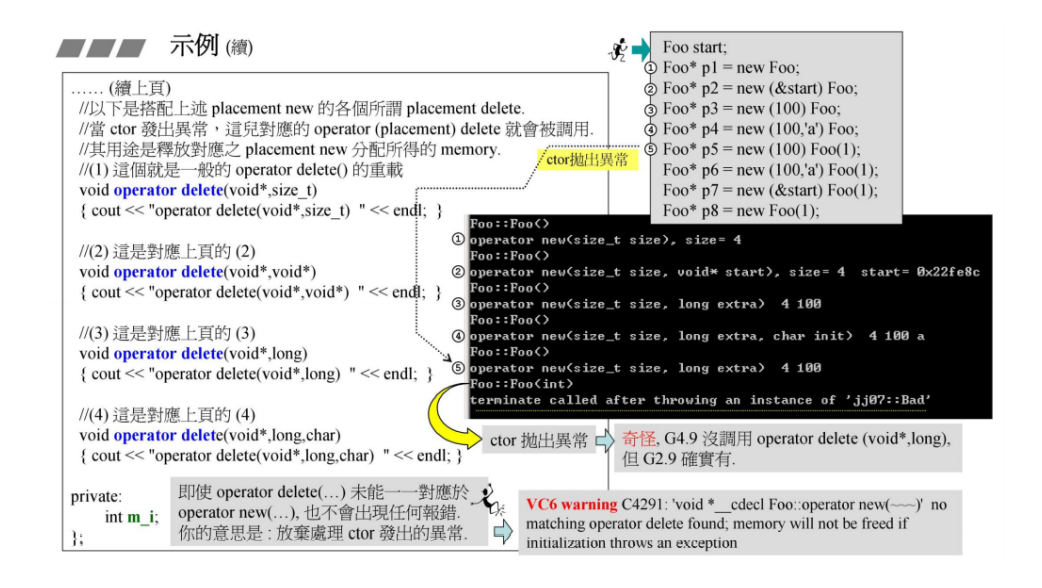 示例 (續)
…… (續上頁)
//以下是搭配上述 placement new 的各個所謂 placement delete.
//當 ctor 發出異常，這兒對應的 operator (placement) delete 就會被調用.
//其用途是釋放對應之 placement new 分配所得的 memory.
//(1) 這個就是一般的 operator delete() 的重載
void operator delete(void*,size_t)
{ cout << "operator delete(void*,size_t) " << endl; }
//(2) 這是對應上頁的 (2)
void operator delete(void*,void*)
{ cout << "operator delete(void*,void*) " << endl; }
//(3) 這是對應上頁的 (3)
void operator delete(void*,long)
{ cout << "operator delete(void*,long) " << endl; }
//(4) 這是對應上頁的 (4)
void operator delete(void*,long,char)
{ cout << "operator delete(void*,long,char) " << endl; }
private:
int m_i;
};
即使 operator delete(…) 未能一一對應於
operator new(…), 也不會出現任何報錯.
你的意思是 : 放棄處理 ctor 發出的異常.
Foo start;
① Foo* p1 = new Foo;
② Foo* p2 = new (&start) Foo;
③ Foo* p3 = new (100) Foo;
④ Foo* p4 = new (100,'a') Foo;
⑤ Foo* p5 = new (100) Foo(1);
Foo* p6 = new (100,'a') Foo(1);
Foo* p7 = new (&start) Foo(1);
Foo* p8 = new Foo(1);
ctor拋出異常
Foo::Foo()
① operator new(size_t size), size= 4
Foo::Foo()
② operator new(size_t size, void* start), size= 4  start= 0x22fe8c
Foo::Foo()
③ operator new(size_t size, long extra)  4 100
Foo::Foo()
④ operator new(size_t size, long extra, char init)  4 100 a
Foo::Foo()
⑤ operator new(size_t size, long extra)  4 100
Foo::Foo(int)
terminate called after throwing an instance of 'jj07::Bad'
ctor 拋出異常
奇怪, G4.9 沒調用 operator delete (void*,long),
但 G2.9 確實有.
VC6 warning C4291: 'void *__cdecl Foo::operator new(~~~)' no
matching operator delete found; memory will not be freed if
initialization throws an exception